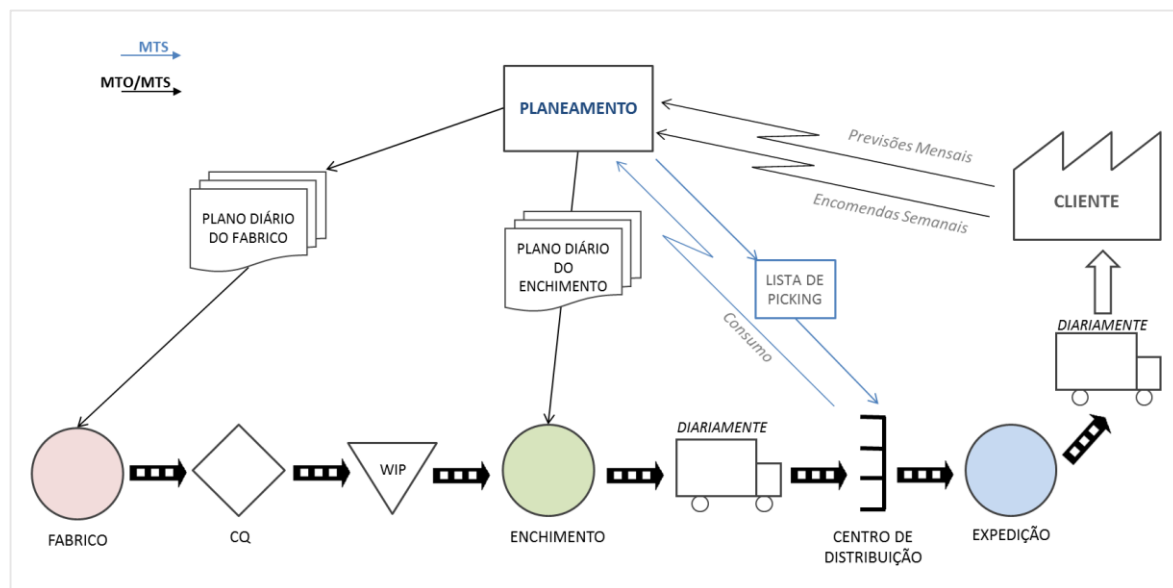 MTS
MTO/MTS
PLANEAMENTO
Previsões Mensais
Encomendas Semanais
CLIENTE
PLANO DIÁRIO
DO FABRICO
PLANO DIÁRIO
DO
ENCHIMENTO
LISTA DE
PICKING
Consumo
DIARIAMENTE
DIARIAMENTE
WIP
FABRICO
CQ
ENCHIMENTO
CENTRO DE
DISTRIBUIÇÃO
EXPEDIÇÃO